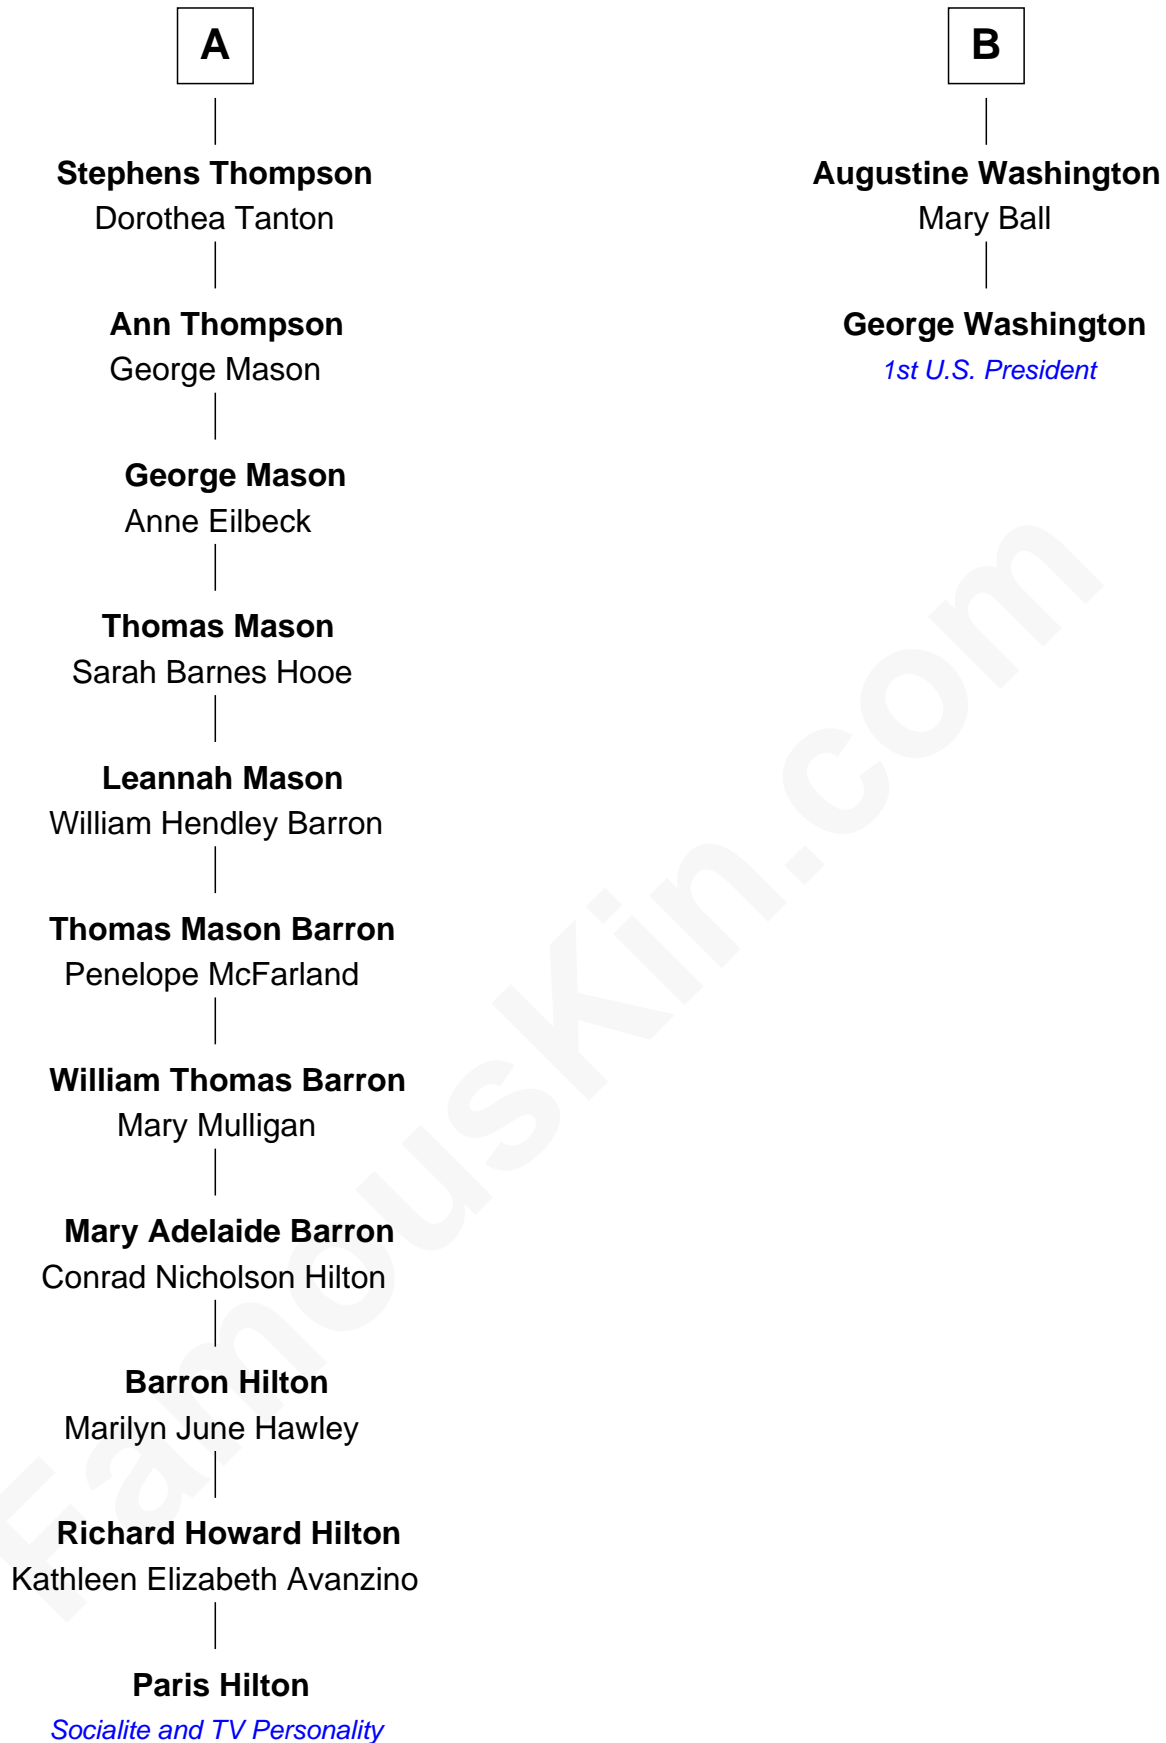 A
Stephens Thompson
Dorothea Tanton
Ann Thompson
George Mason
George Mason
Anne Eilbeck
Thomas Mason
Sarah Barnes Hooe
Leannah Mason
William Hendley Barron
Thomas Mason Barron
Penelope McFarland
William Thomas Barron
Mary Mulligan
Mary Adelaide Barron
Conrad Nicholson Hilton
Barron Hilton
Marilyn June Hawley
Richard Howard Hilton
Kathleen Elizabeth Avanzino
Paris Hilton
Socialite and TV Personality
B
Augustine Washington
Mary Ball
George Washington
1st U.S. President
FamousKin.com